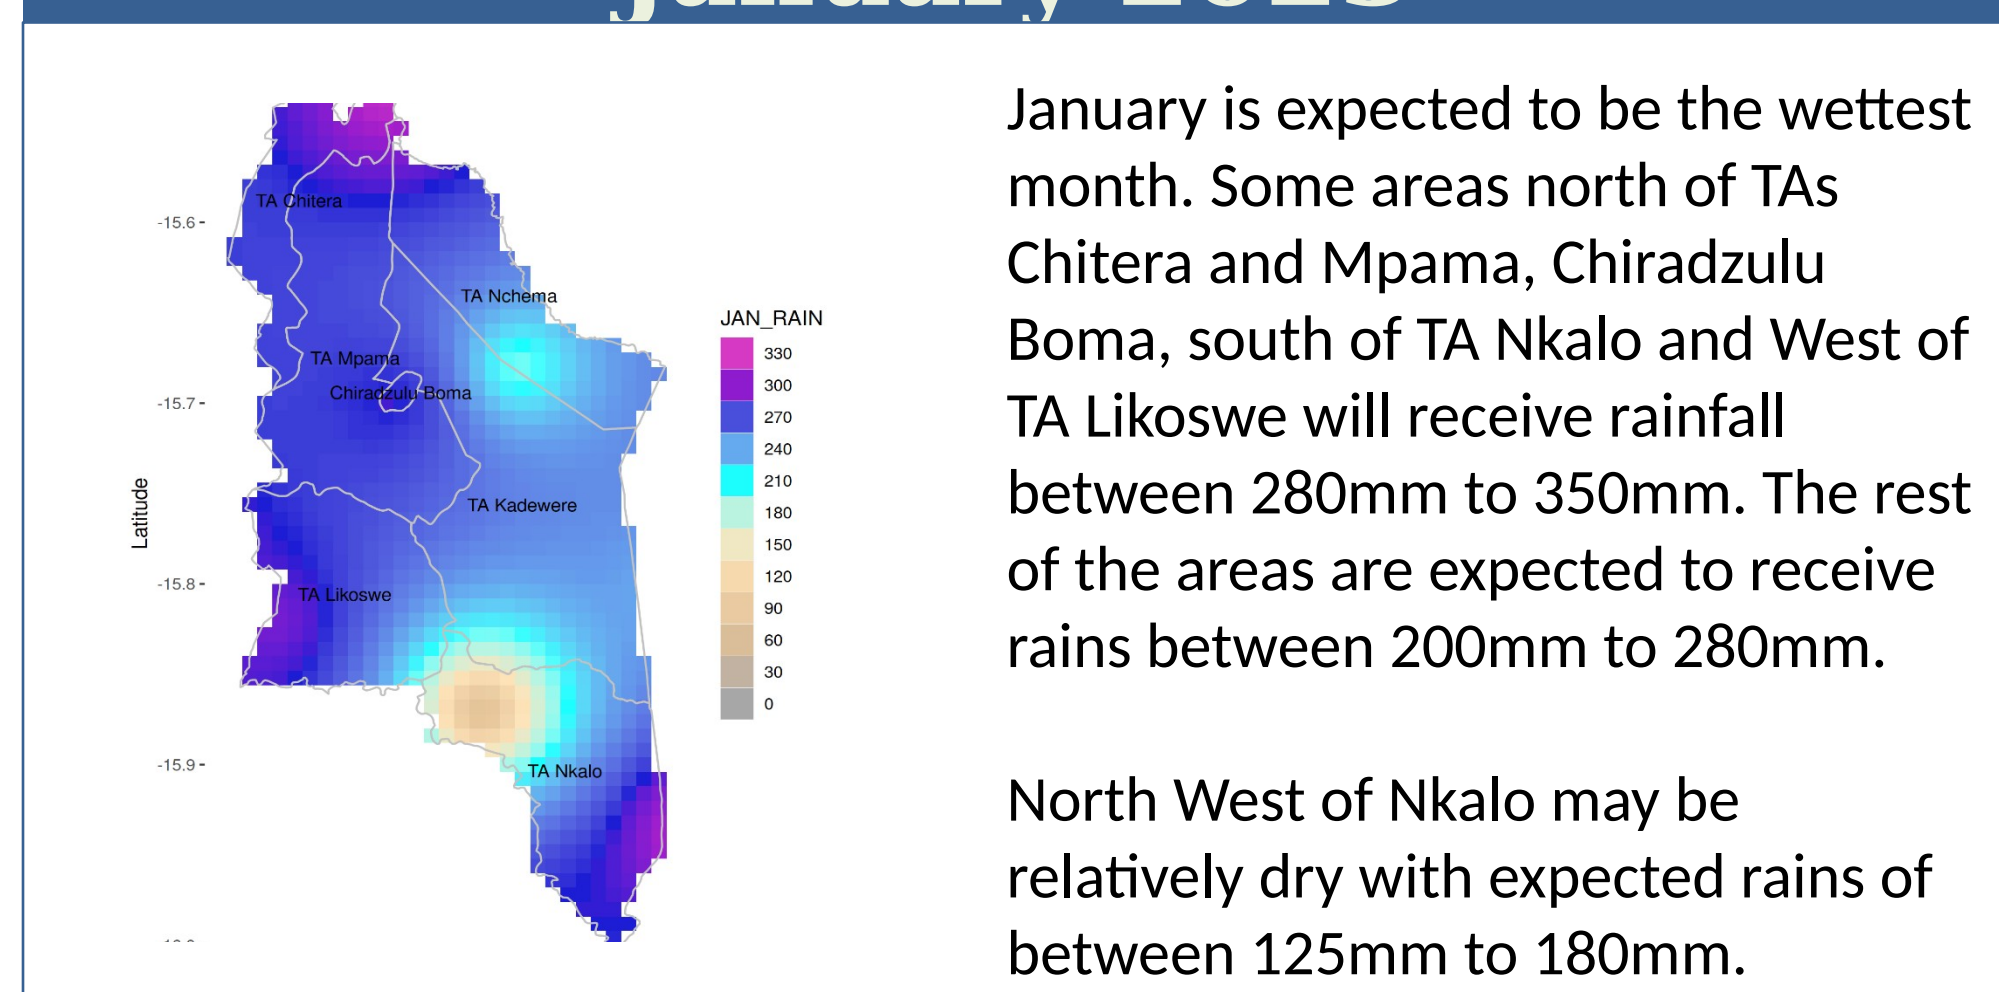 January is expected to be the wettest
month. Some areas north of TAs
Chitera and Mpama, Chiradzulu
Boma, south of TA Nkalo and West of
TA Likoswe will receive rainfall
between 280mm to 350mm. The rest
of the areas are expected to receive
rains between 200mm to 280mm.
North West of Nkalo may be
relatively dry with expected rains of
between 125mm to 180mm.
TA Chitera
-15.6
TA Nchema
JAN_RAIN
330
300
270
240
210
180
150
120
90
60
30
0
TA Mpama
Chiradzulu Boma
-15.7
Latitude
TA Kadewere
-15.8
TA Likoswe
-15.9
TA Nkalo